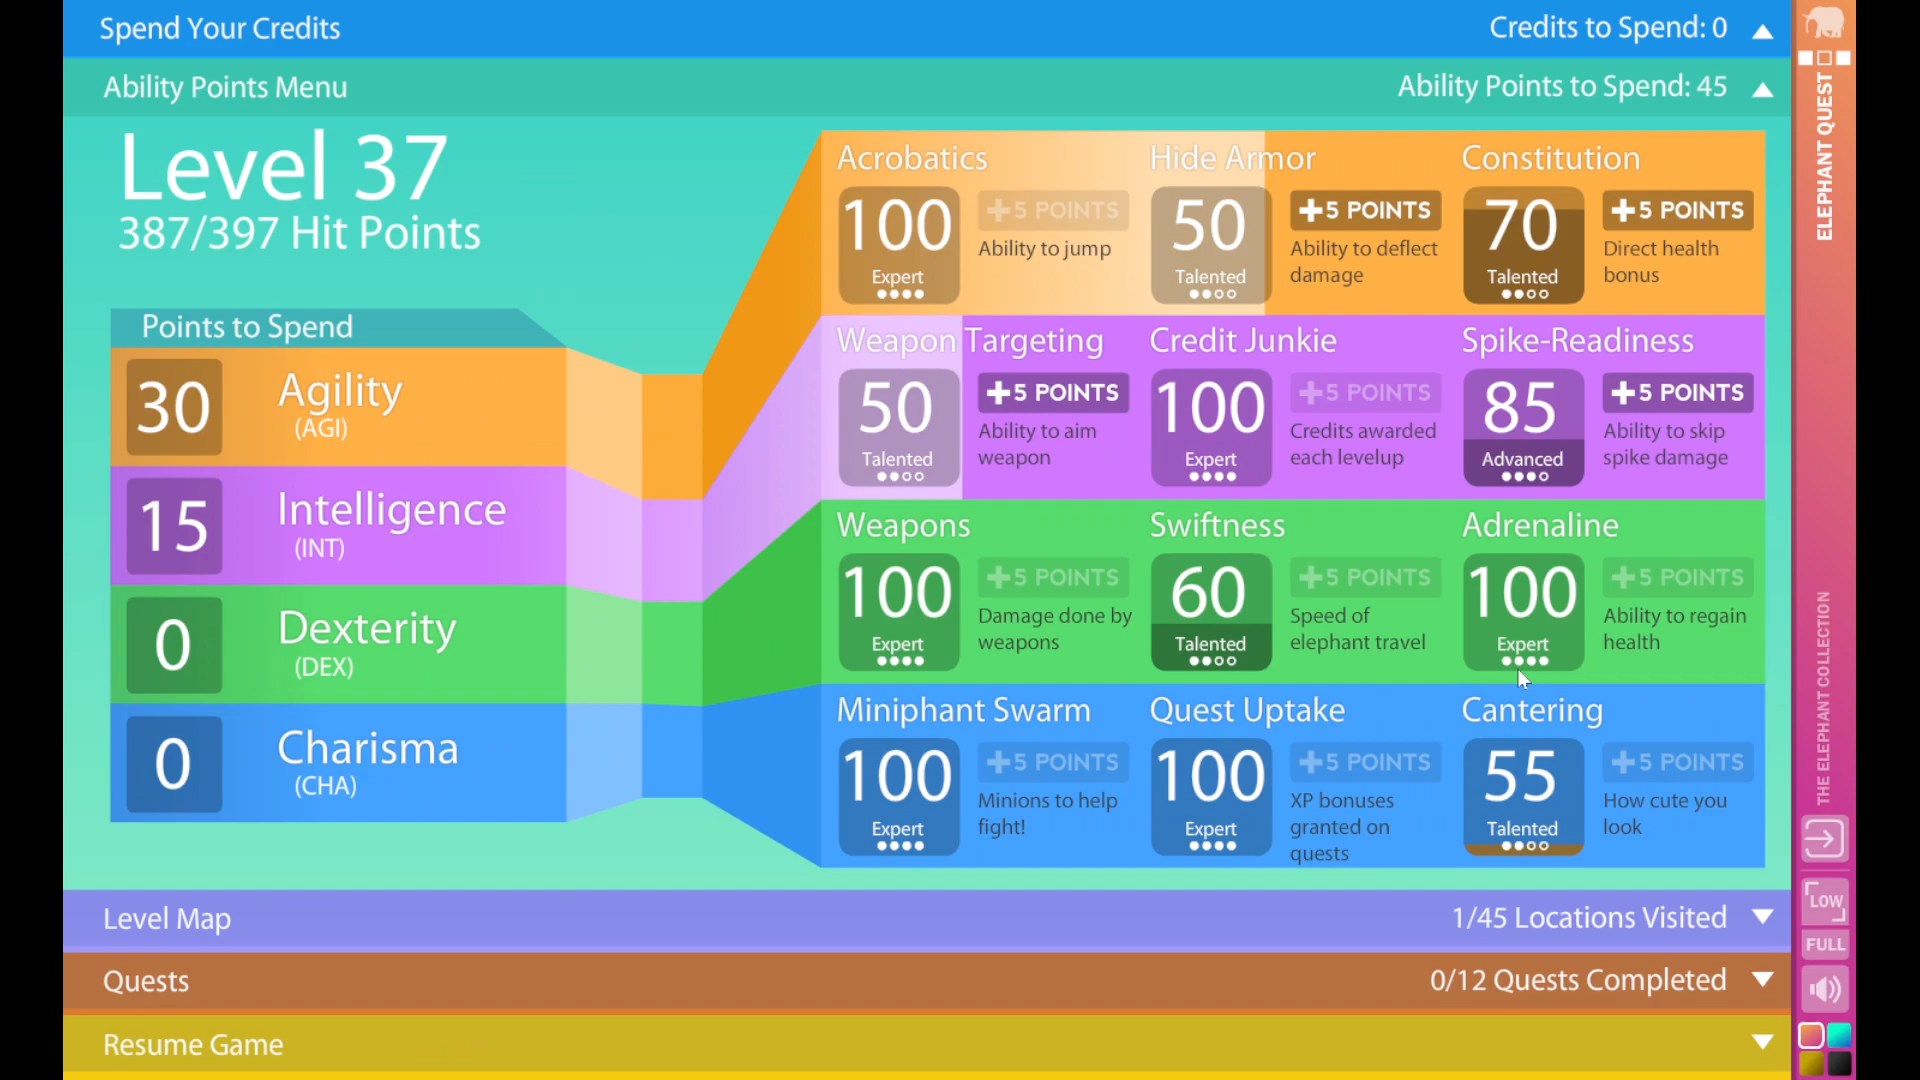 Spend Your Credits
Credits to Spend: 0
Ability Points Menu
Ability Points to Spend: 45
Level 37
387/397 Hit Points
Points to Spend
30
Agility
(AGI)
15
Intelligence
(INT)
0
Dexterity
(DEX)
0
Charisma
(CHA)
Acrobatics
100
Expert
+5 POINTS
Ability to jump
Hide Armor
50
Talented
+5 POINTS
Ability to deflect
damage
Constitution
70
Talented
+5 POINTS
Direct health
bonus
Weapon Targeting
50
Talented
+5 POINTS
Ability to aim
weapon
Credit Junkie
100
Expert
+5 POINTS
Credits awarded
each levelup
Spike-Readiness
85
Advanced
+5 POINTS
Ability to skip
spike damage
Weapons
100
Expert
+5 POINTS
Damage done by
weapons
Swiftness
60
Talented
+5 POINTS
Speed of
elephant travel
Adrenaline
100
Expert
+5 POINTS
Ability to regain
health
Miniphant Swarm
100
Expert
+5 POINTS
Minions to help
fight!
Quest Uptake
100
Expert
+5 POINTS
XP bonuses
granted on
quests
Cantering
55
Talented
+5 POINTS
How cute you
look
Level Map
1/45 Locations Visited
Quests
0/12 Quests Completed
Resume Game
ELEPHANT QUEST
THE ELEPHANT COLLECTION
LOW
FULL